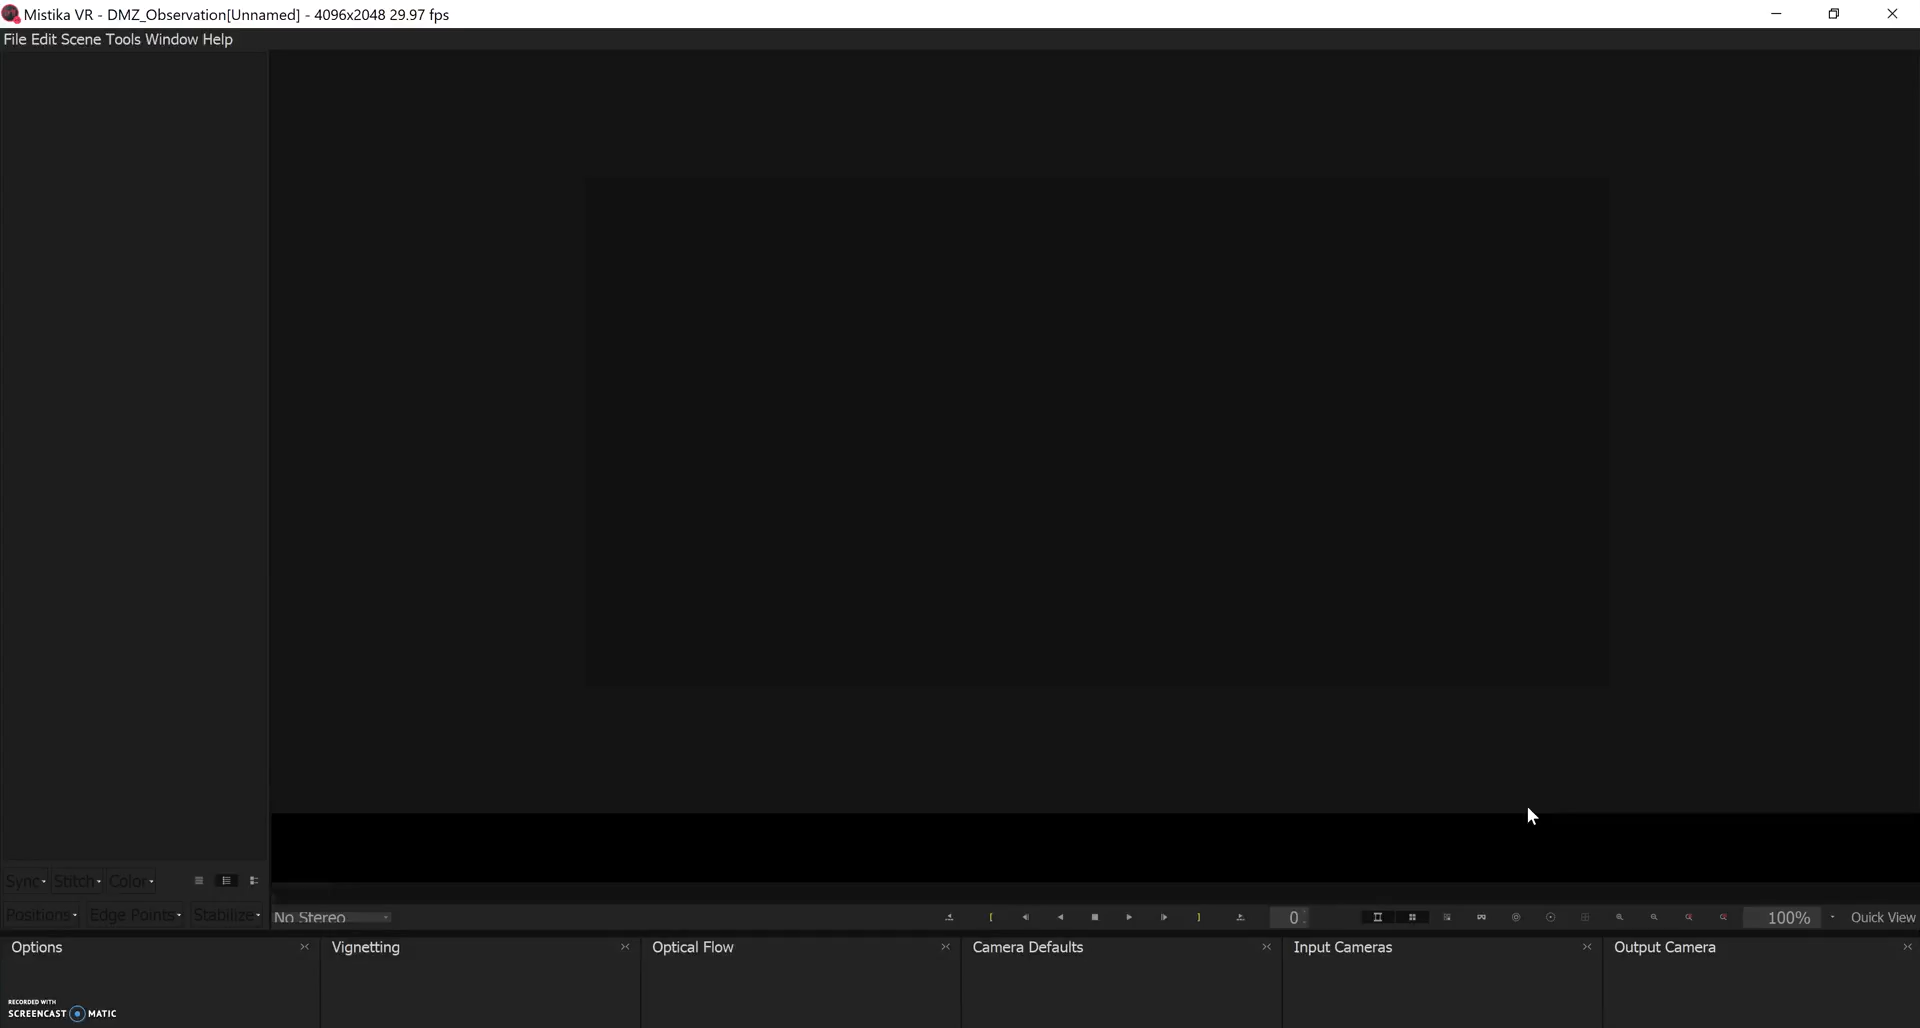 Mistika VR - DMZ_Observation[Unnamed] - 4096x2048 29.97 fps
File Edit Scene Tools Window Help
Sync Stitch Color
Positions Edge Points Stabilize No Stereo 0 100% Quick View
Options Vignetting Optical Flow Camera Defaults Input Cameras Output Camera
RECORDED WITH
SCREENCAST MATIC